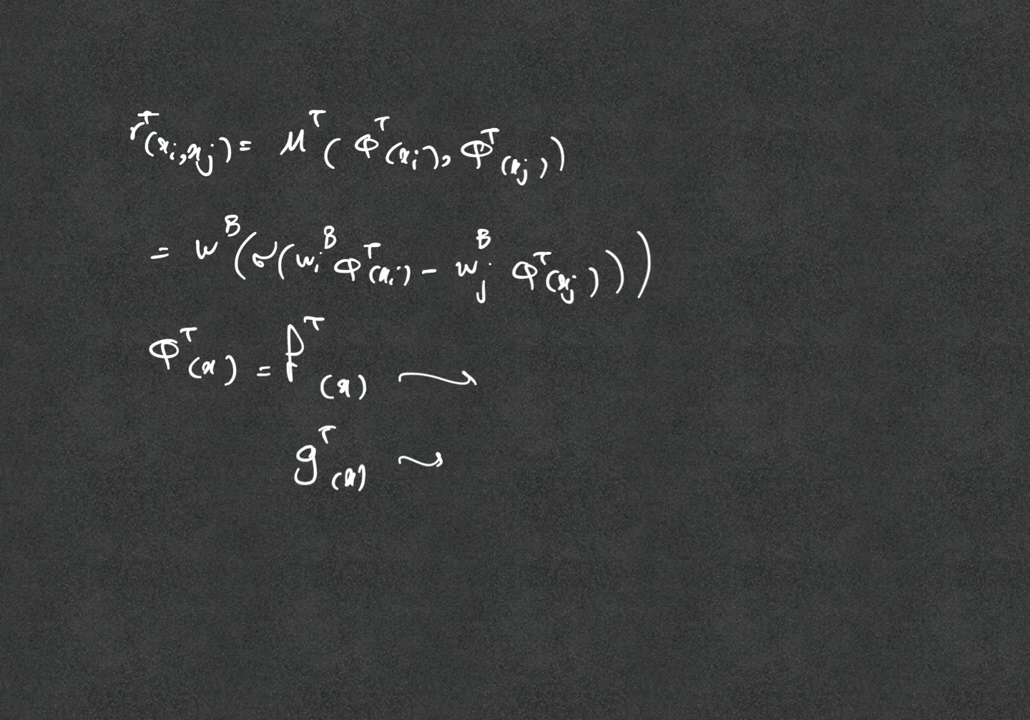 r^T(x_i, x_j) = M^T(Φ^T(x_i), Φ^T(x_j))
= w^B(σ(w_i^B Φ^T(x_i) - w_j^B Φ^T(x_j)))
Φ^T(x) = f^T(x) →
g^T(x) →